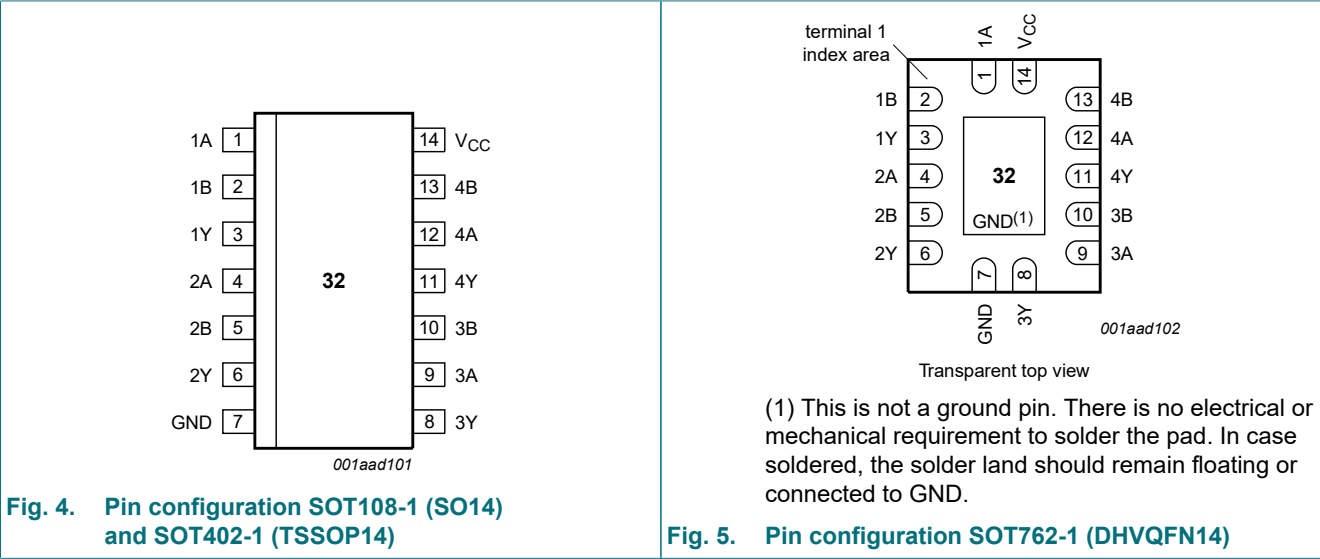 1A 1 14 VCC
1B 2 13 4B
1Y 3 12 4A
2A 4 32 11 4Y
2B 5 10 3B
2Y 6 9 3A
GND 7 8 3Y
001aad101
Fig. 4. Pin configuration SOT108-1 (SO14)
and SOT402-1 (TSSOP14)
terminal 1
index area
1A VCC
1 14
1B 2 13 4B
1Y 3 12 4A
2A 4 32 11 4Y
2B 5 GND(1) 10 3B
2Y 6 9 3A
7 8
GND 3Y
001aad102
Transparent top view
(1) This is not a ground pin. There is no electrical or
mechanical requirement to solder the pad. In case
soldered, the solder land should remain floating or
connected to GND.
Fig. 5. Pin configuration SOT762-1 (DHVQFN14)